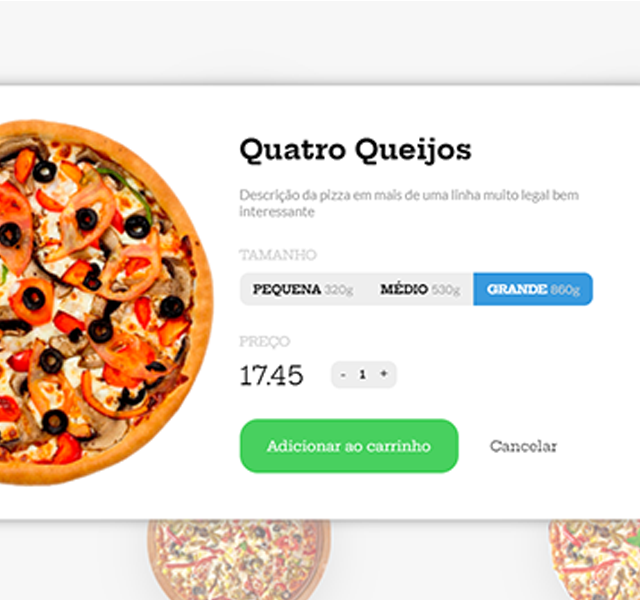 Quatro Queijos
Descrição da pizza em mais de uma linha muito legal bem
interessante
TAMANHO
PEQUENA 320g MÉDIO 530g GRANDE 860g
PREÇO
17.45 - 1 +
Adicionar ao carrinho Cancelar